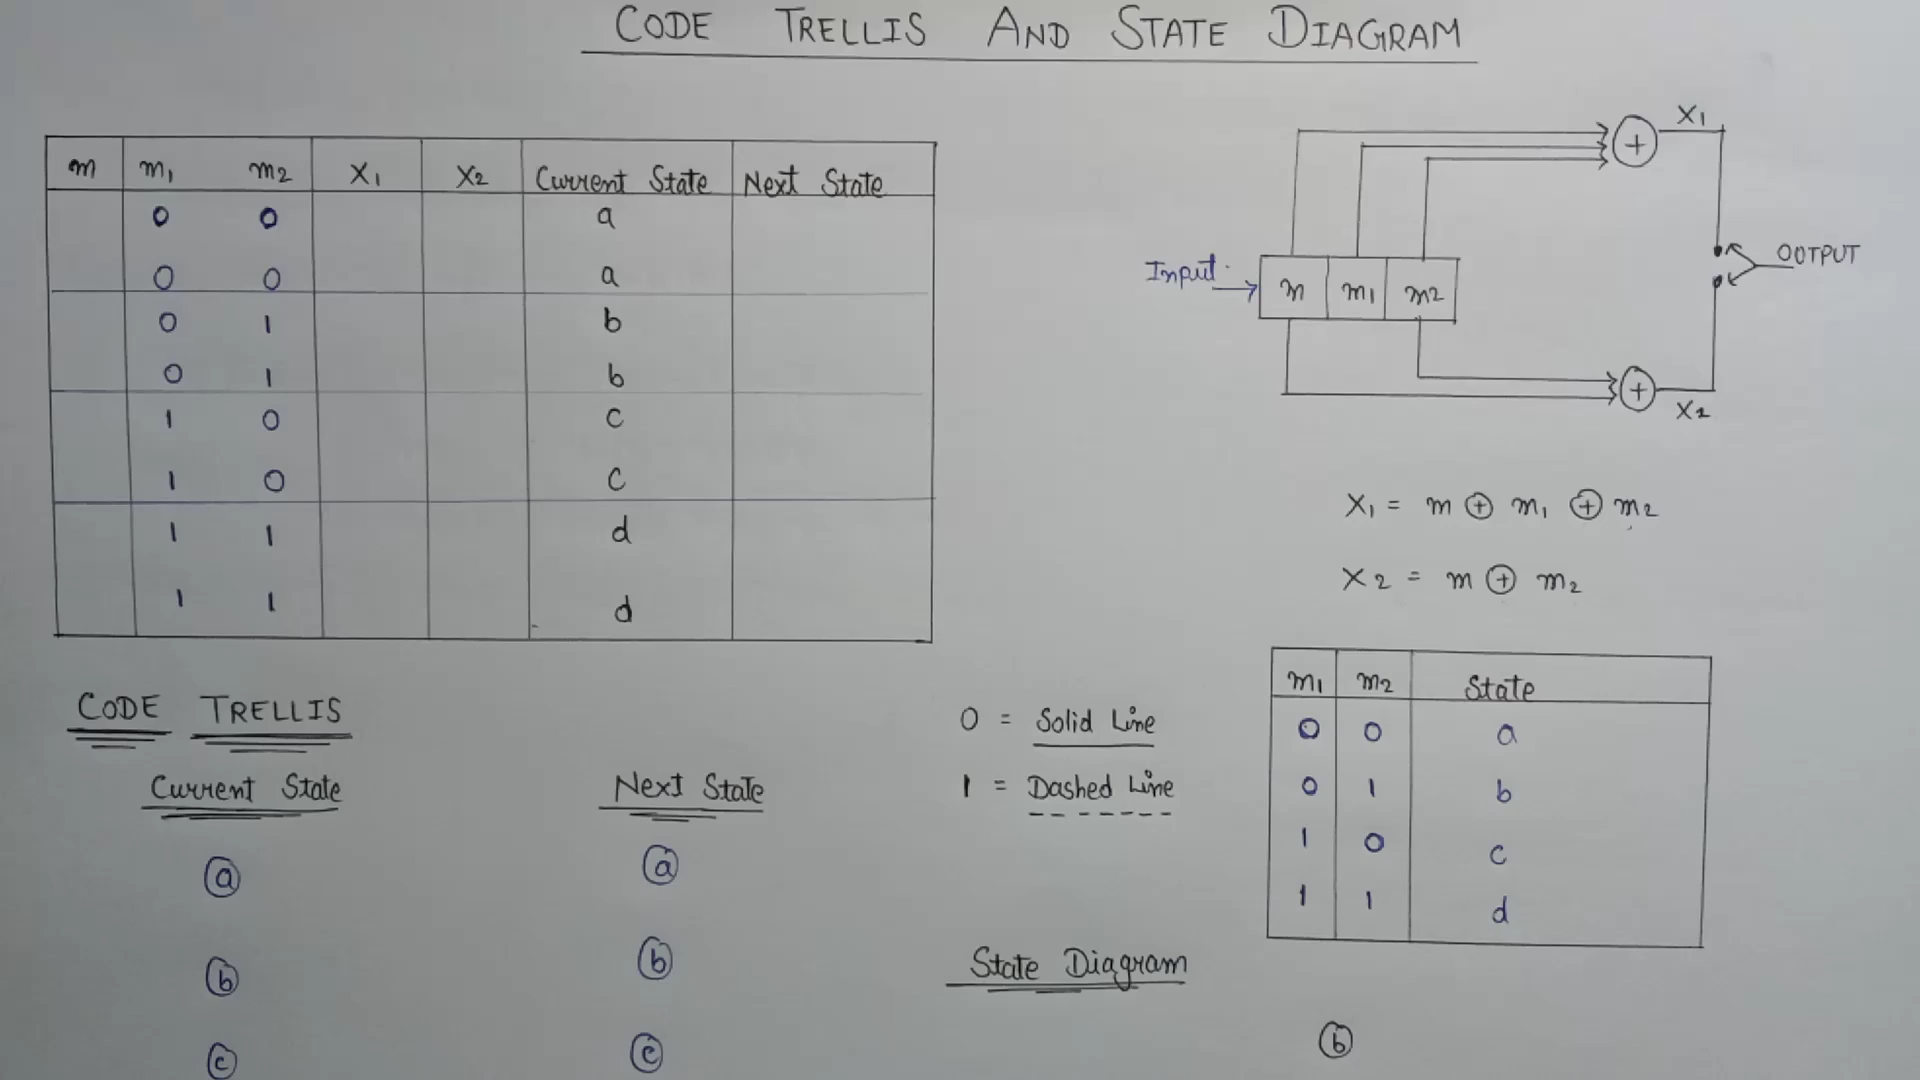 CODE TRELLIS AND STATE DIAGRAM
m m1 m2 X1 X2 Current State Next State
0 0 a
0 0 a
0 1 b
0 1 b
1 0 c
1 0 c
1 1 d
1 1 d
X1
OOTPUT
Input
m m1 m2
X2
X1 = m ⊕ m1 ⊕ m2
X2 = m ⊕ m2
m1 m2 State
0 0 a
0 1 b
1 0 c
1 1 d
CODE TRELLIS
Current State Next State
a a
b b
c c
0 = Solid Line
1 = Dashed Line
State Diagram
b